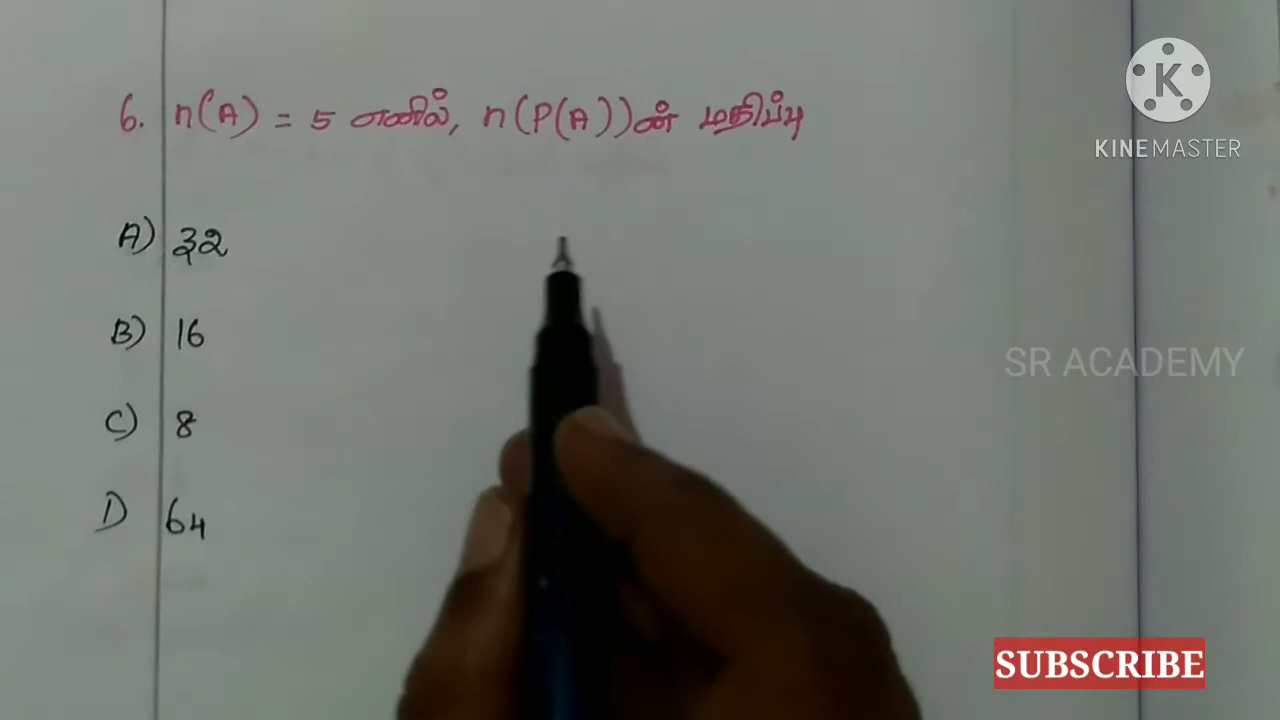 6. n(A) = 5 எனில், n(P(A))ன் மதிப்பு
A) 32
B) 16
C) 8
D 64
K
KINEMASTER
SR ACADEMY
SUBSCRIBE